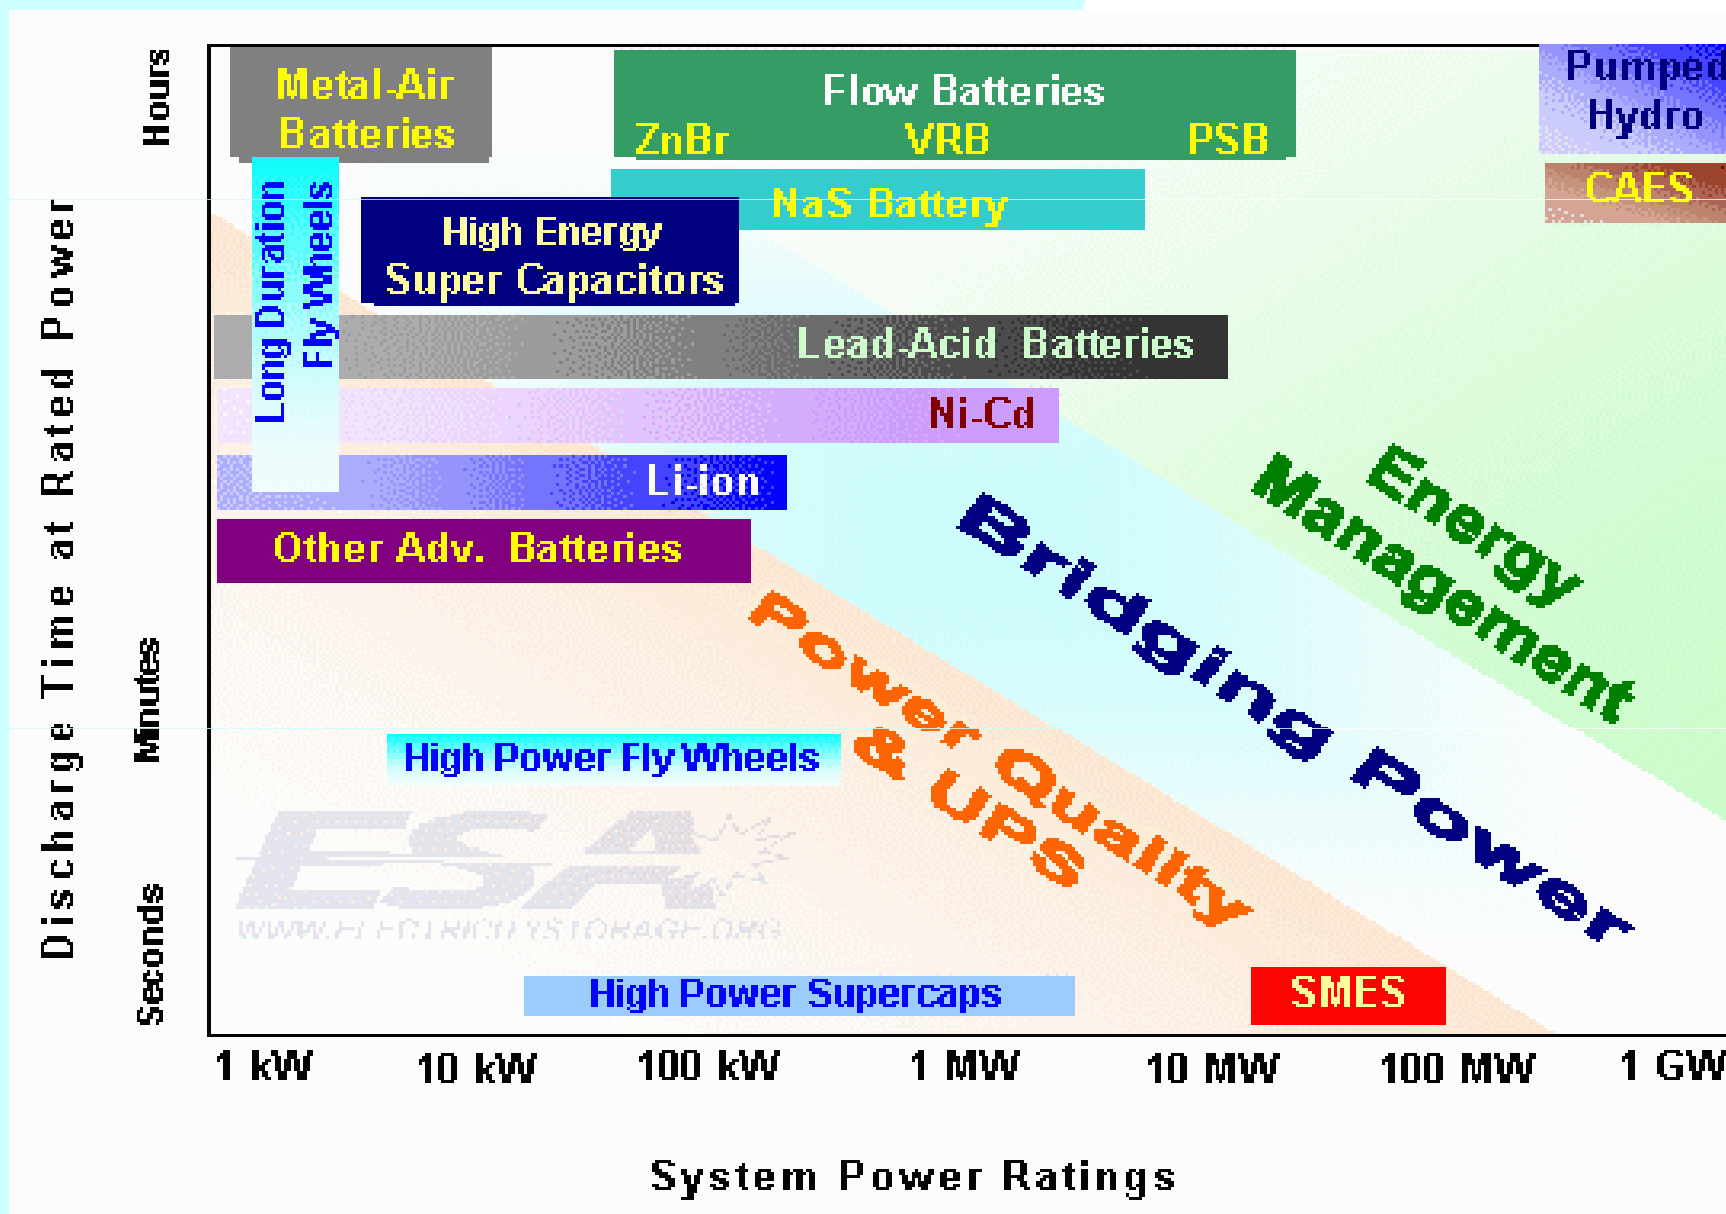 Hours
Minutes
Seconds
Discharge Time at Rated Power
Metal-Air
Batteries
Flow Batteries
ZnBr VRB PSB
Pumped
Hydro
CAES
NaS Battery
Long Duration
Fly Wheels
High Energy
Super Capacitors
Lead-Acid Batteries
Ni-Cd
Li-ion
Other Adv. Batteries
Energy
Management
Bridging Power
Power Quality
& UPS
High Power Fly Wheels
ESA
WWW.ELECTRICITYSTORAGE.ORG
High Power Supercaps
SMES
1 kW 10 kW 100 kW 1 MW 10 MW 100 MW 1 GW
System Power Ratings